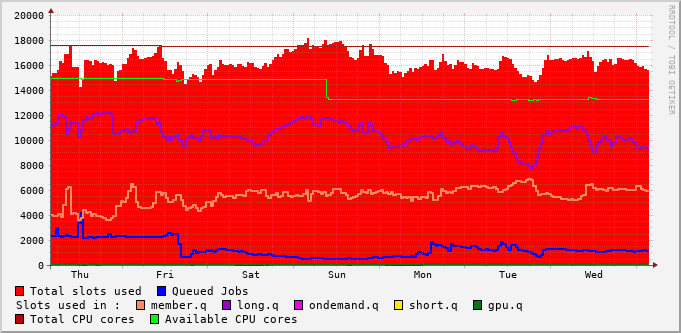 20000
18000
16000
14000
12000
10000
8000
6000
4000
2000
0
Thu Fri Sat Sun Mon Tue Wed
Total slots used Queued Jobs
Slots used in : member.q long.q ondemand.q short.q gpu.q
Total CPU cores Available CPU cores
RRDTOOL / TOBI OETIKER